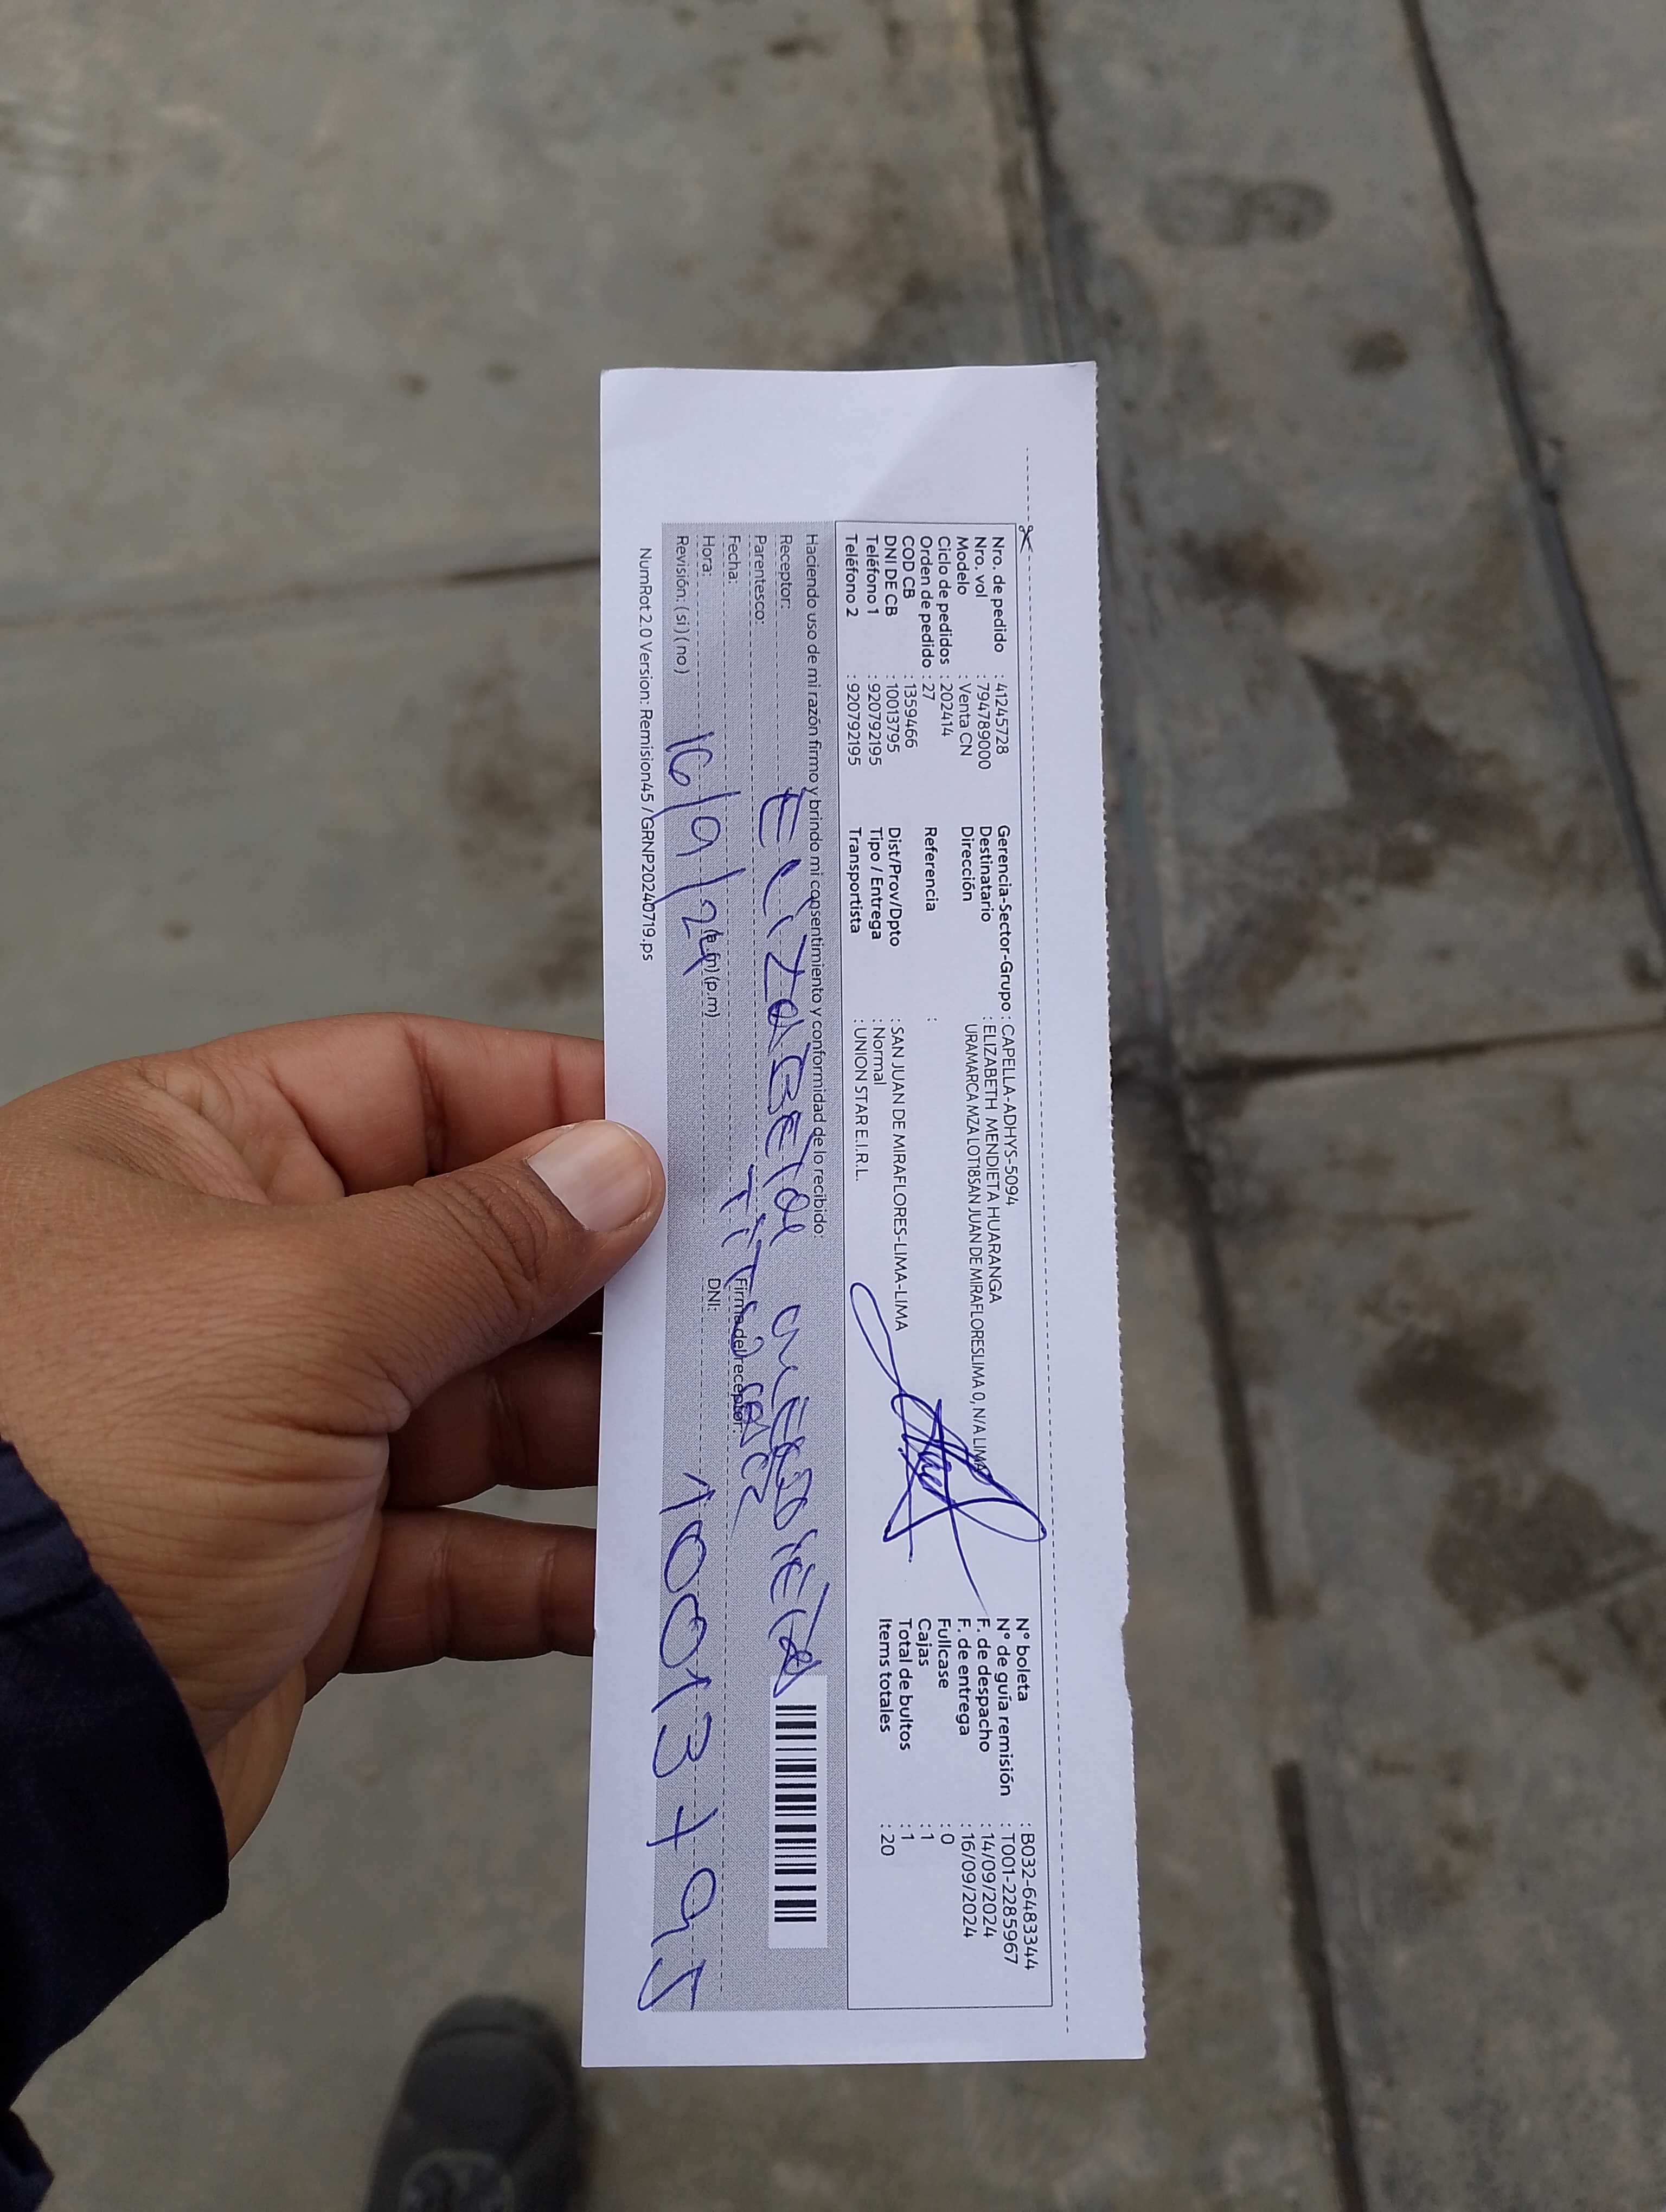 Nro. de pedido : 41245728
Nro. vol : 794789000
Modelo : Venta CN
Ciclo de pedidos : 202414
Orden de pedido : 27
COD CB : 1359466
DNI DE CB : 10013795
Teléfono 1 : 920792195
Teléfono 2 : 920792195
Gerencia-Sector-Grupo : CAPELLA-ADHYS-5094
Destinatario : ELIZABETH MENDIETA HUARANGA
Dirección URAMARCA MZA LOT18SAN JUAN DE MIRAFLORESLIMA 0, N/A LIMA
Referencia :
Dist/Prov/Dpto : SAN JUAN DE MIRAFLORES-LIMA-LIMA
Tipo / Entrega : Normal
Transportista : UNION STAR E.I.R.L.
N° boleta : B032-6483344
N° de guía remisión : T001-2285967
F. de despacho : 14/09/2024
F. de entrega : 16/09/2024
Fullcase : 0
Cajas : 1
Total de bultos : 1
Items totales : 20
Haciendo uso de mi razón firmo y brindo mi consentimiento y conformidad de lo recibido:
Receptor: ELIZABETH MENDIETA
Parentesco:
Fecha:
Firma del receptor:
Hora: (a.m) (p.m)
DNI:
Revisión: ( si ) ( no )
16/9/24
10013795
NumRot 2.0 Version: Remision45 / GRNP20240719.ps